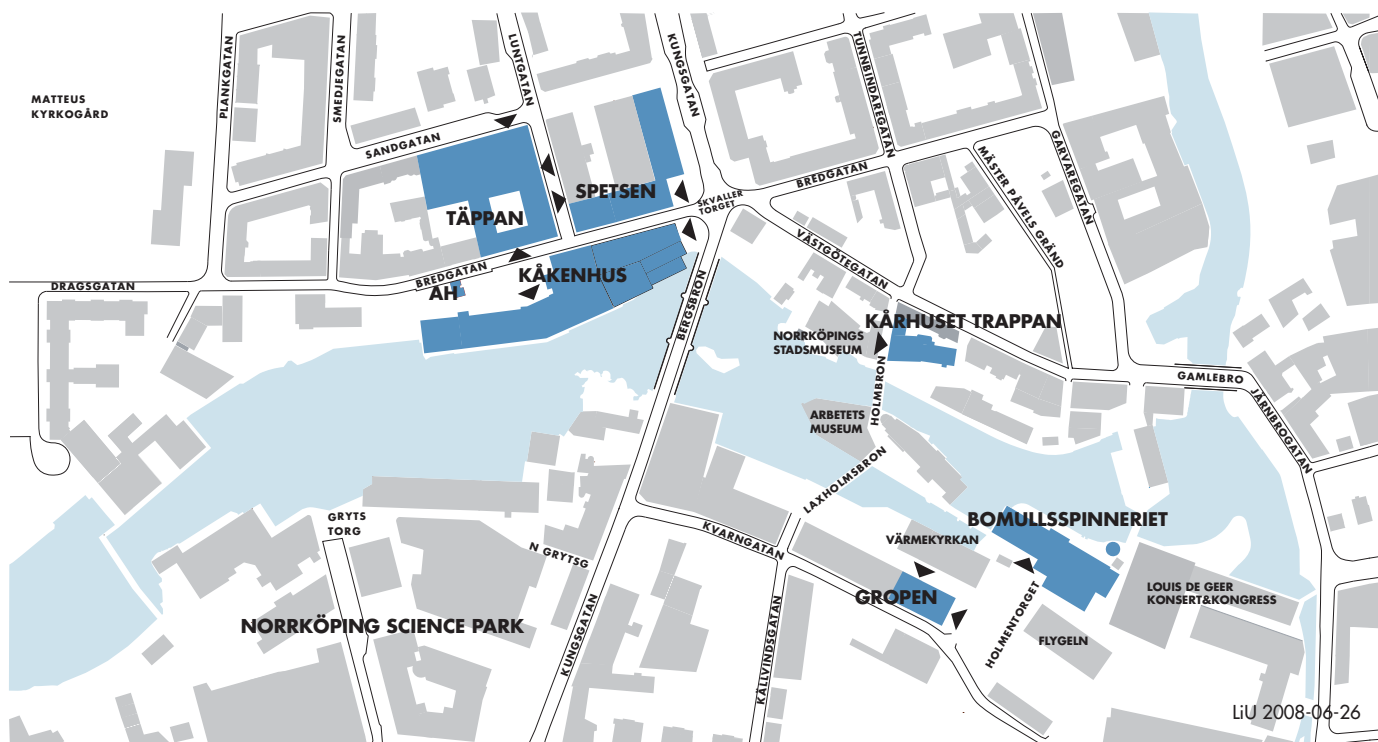 PLANKGATAN
SMEDJEGATAN
LUNTGATAN
KUNGSGATAN
TUNNBINDAREGATAN
MATTEUS
KYRKOGÅRD
SANDGATAN
GARVAREGATAN
MÄSTER PÅVELS GRÄND
BREDGATAN
SPETSEN
SKVALLER
TORGET
TÄPPAN
VÄSTGÖTEGATAN
BREDGATAN
KÅKENHUS
DRAGSGATAN
AH
BERGSBRON
KÅRHUSET TRAPPAN
NORRKÖPINGS
STADSMUSEUM
HOLMBRON
GAMLEBRO
JÄRNBROGATAN
ARBETETS
MUSEUM
LAXHOLMSBRON
GRYTS
TORG
BOMULLSSPINNERIET
KVARNGATAN
VÄRMEKYRKAN
N GRYTSG
LOUIS DE GEER
KONSERT&KONGRESS
GROPEN
NORRKÖPING SCIENCE PARK
KUNGSGATAN
KÄLLVINDSGATAN
HOLMENTORGET
FLYGELN
LiU 2008-06-26